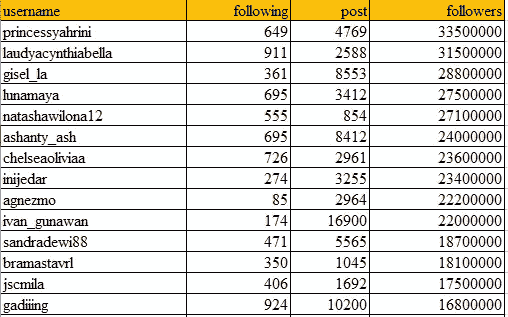 username following post followers
princessyahrini 649 4769 33500000
laudyacynthiabella 911 2588 31500000
gisel_la 361 8553 28800000
lunamaya 695 3412 27500000
natashawilona12 555 854 27100000
ashanty_ash 695 8412 24000000
chelseaoliviaa 726 2961 23600000
inijedar 274 3255 23400000
agnezmo 85 2964 22200000
ivan_gunawan 174 16900 22000000
sandradewi88 471 5565 18700000
bramastavrl 350 1045 18100000
jscmila 406 1692 17500000
gadiiing 924 10200 16800000